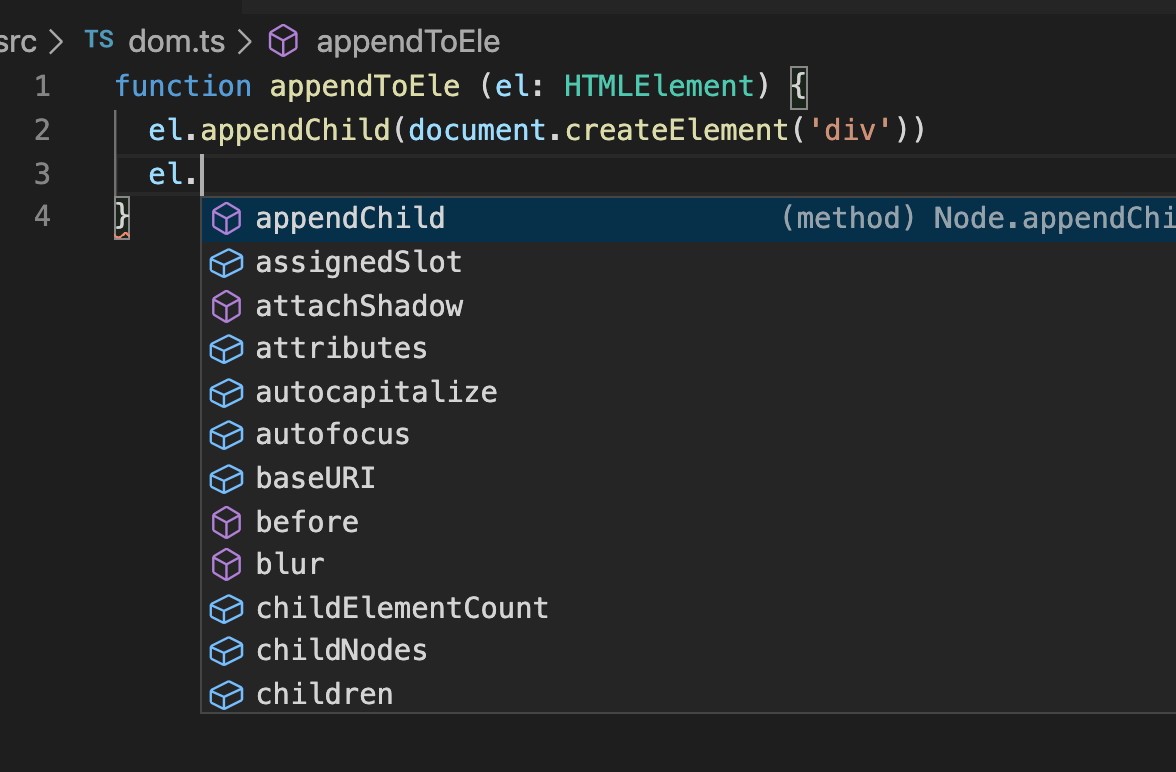 src > TS dom.ts > appendToEle
1 function appendToEle (el: HTMLElement) {
2 el.appendChild(document.createElement('div'))
3 el.
4 }
appendChild (method) Node.appendChi
assignedSlot
attachShadow
attributes
autocapitalize
autofocus
baseURI
before
blur
childElementCount
childNodes
children